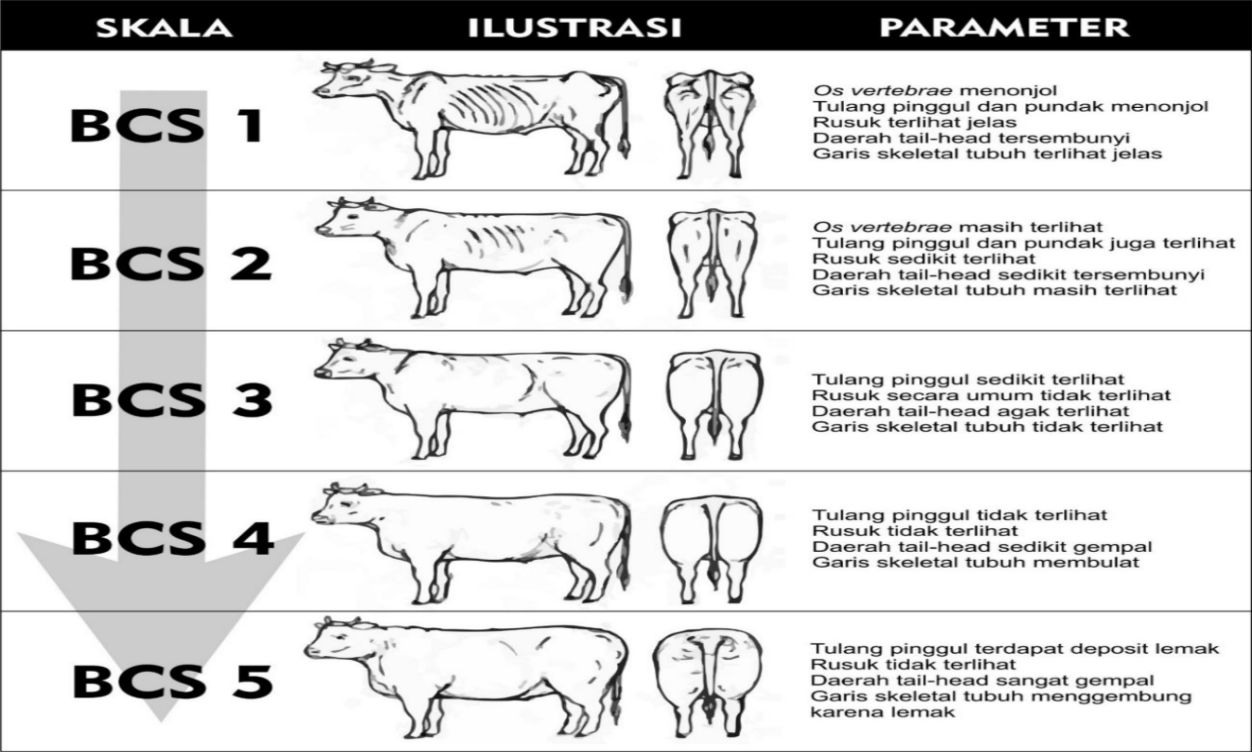 SKALA ILUSTRASI PARAMETER
BCS 1
Os vertebrae menonjol
Tulang pinggul dan pundak menonjol
Rusuk terlihat jelas
Daerah tail-head tersembunyi
Garis skeletal tubuh terlihat jelas
BCS 2
Os vertebrae masih terlihat
Tulang pinggul dan pundak juga terlihat
Rusuk sedikit terlihat
Daerah tail-head sedikit tersembunyi
Garis skeletal tubuh masih terlihat
BCS 3
Tulang pinggul sedikit terlihat
Rusuk secara umum tidak terlihat
Daerah tail-head agak terlihat
Garis skeletal tubuh tidak terlihat
BCS 4
Tulang pinggul tidak terlihat
Rusuk tidak terlihat
Daerah tail-head sedikit gempal
Garis skeletal tubuh membulat
BCS 5
Tulang pinggul terdapat deposit lemak
Rusuk tidak terlihat
Daerah tail-head sangat gempal
Garis skeletal tubuh menggembung
karena lemak